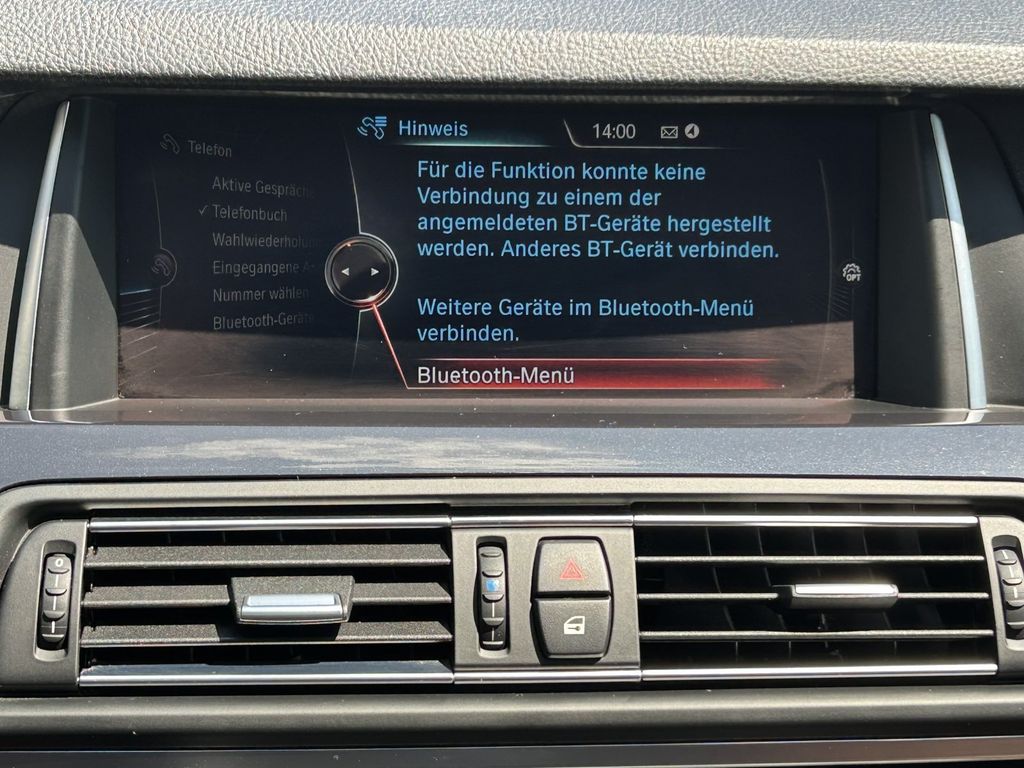 Telefon
Aktive Gespräche
✓ Telefonbuch
Wahlwiederholun
Eingegangene A
Nummer wählen
Bluetooth-Geräte
Hinweis
14:00
Für die Funktion konnte keine
Verbindung zu einem der
angemeldeten BT-Geräte hergestellt
werden. Anderes BT-Gerät verbinden.
Weitere Geräte im Bluetooth-Menü
verbinden.
Bluetooth-Menü
OPT
0